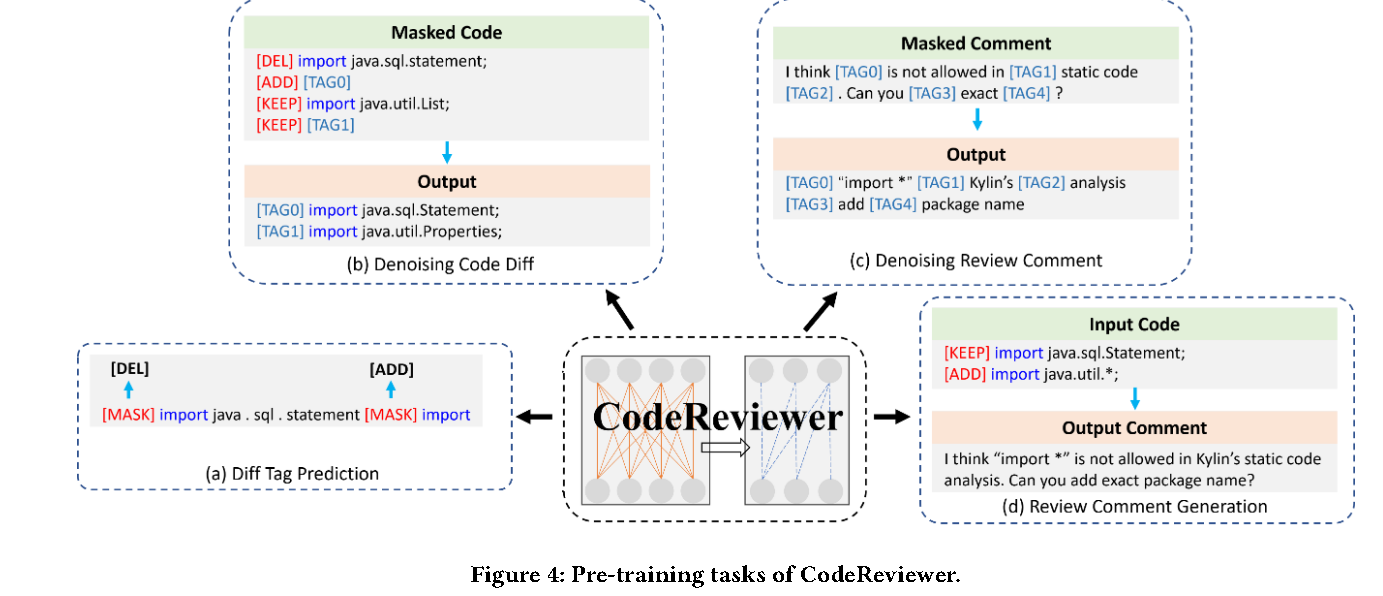 Masked Code
[DEL] import java.sql.statement;
[ADD] [TAG0]
[KEEP] import java.util.List;
[KEEP] [TAG1]
Output
[TAG0] import java.sql.Statement;
[TAG1] import java.util.Properties;
(b) Denoising Code Diff
Masked Comment
I think [TAG0] is not allowed in [TAG1] static code
[TAG2] . Can you [TAG3] exact [TAG4] ?
Output
[TAG0] “import *” [TAG1] Kylin’s [TAG2] analysis
[TAG3] add [TAG4] package name
(c) Denoising Review Comment
[DEL] [ADD]
[MASK] import java . sql . statement [MASK] import
(a) Diff Tag Prediction
CodeReviewer
Input Code
[KEEP] import java.sql.Statement;
[ADD] import java.util.*;
Output Comment
I think “import *” is not allowed in Kylin’s static code
analysis. Can you add exact package name?
(d) Review Comment Generation
Figure 4: Pre-training tasks of CodeReviewer.